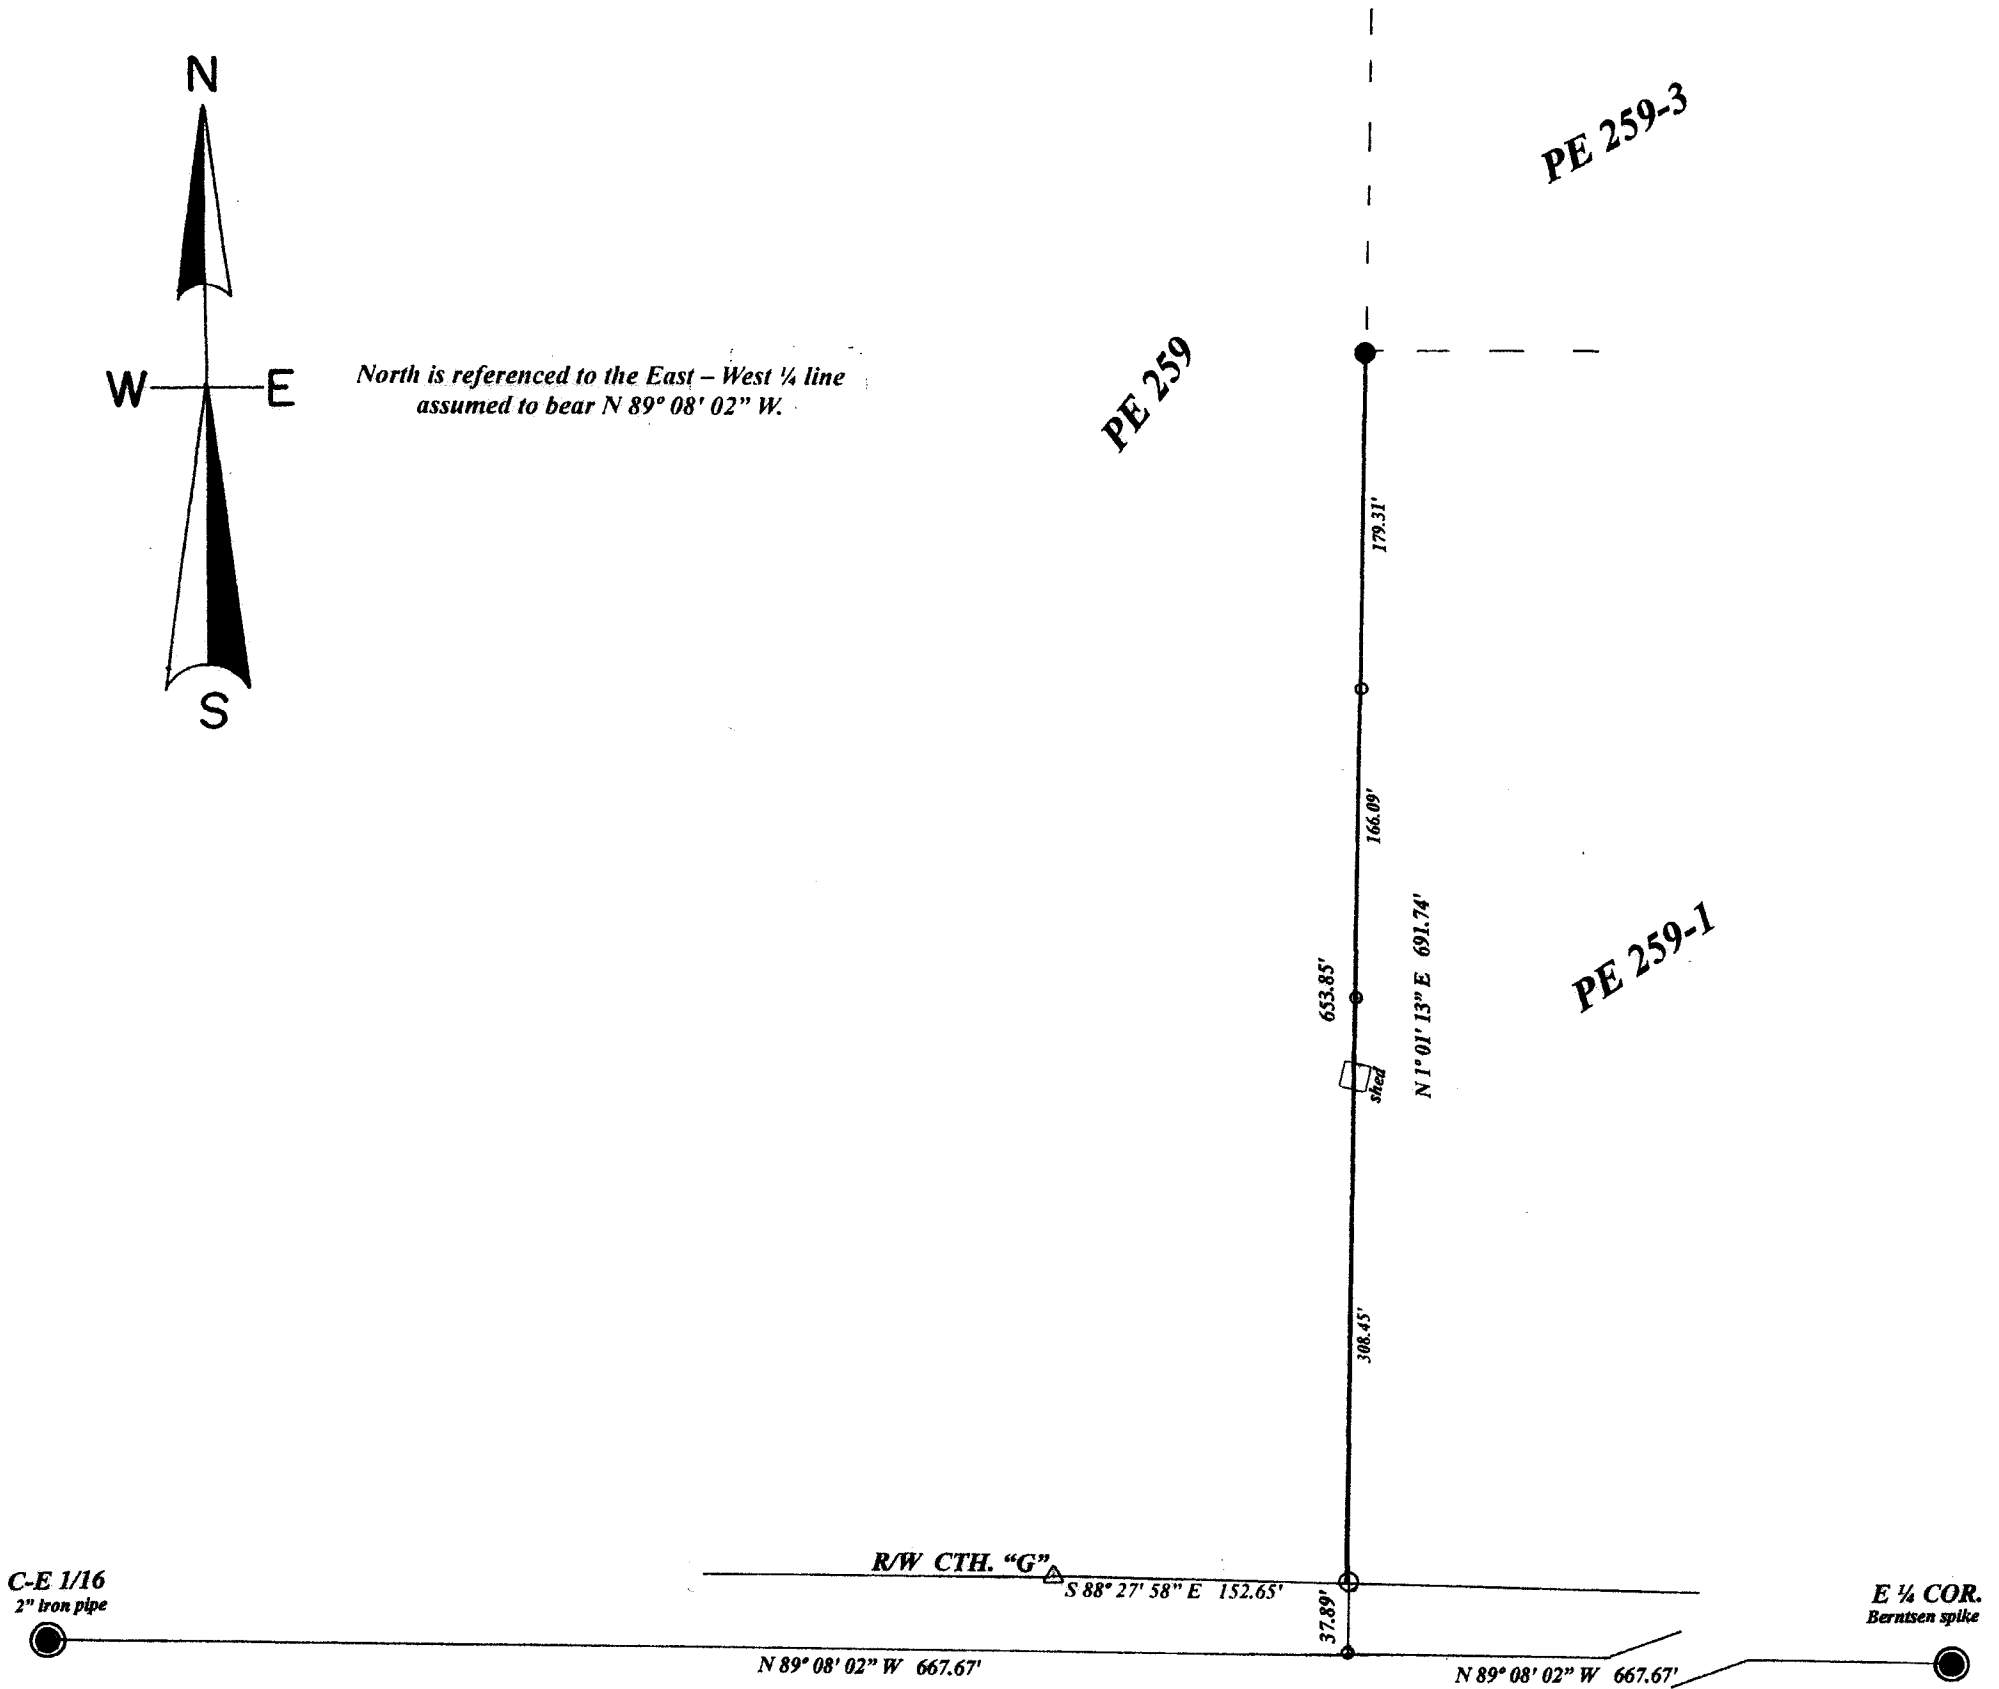 N
W
E
S
North is referenced to the East – West ¼ line
assumed to bear N 89° 08' 02” W.
PE 259-3
PE 259
179.31'
166.09'
PE 259-1
653.85'
N 1° 01' 13” E 691.74'
shed
308.45'
R/W CTH. “G”
S 88° 27' 58” E 152.65'
37.89'
C-E 1/16
2” iron pipe
E ¼ COR.
Berntsen spike
N 89° 08' 02” W 667.67'
N 89° 08' 02” W 667.67'